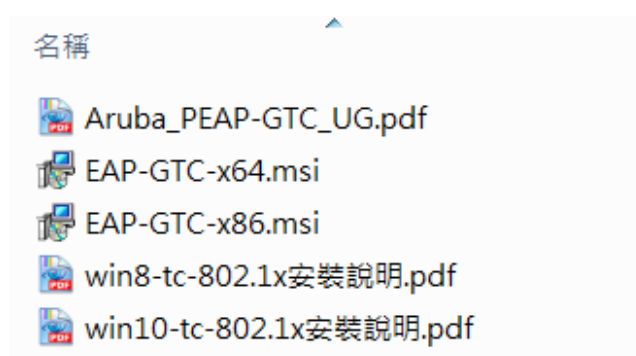 名稱
Aruba_PEAP-GTC_UG.pdf
EAP-GTC-x64.msi
EAP-GTC-x86.msi
win8-tc-802.1x安裝說明.pdf
win10-tc-802.1x安裝說明.pdf